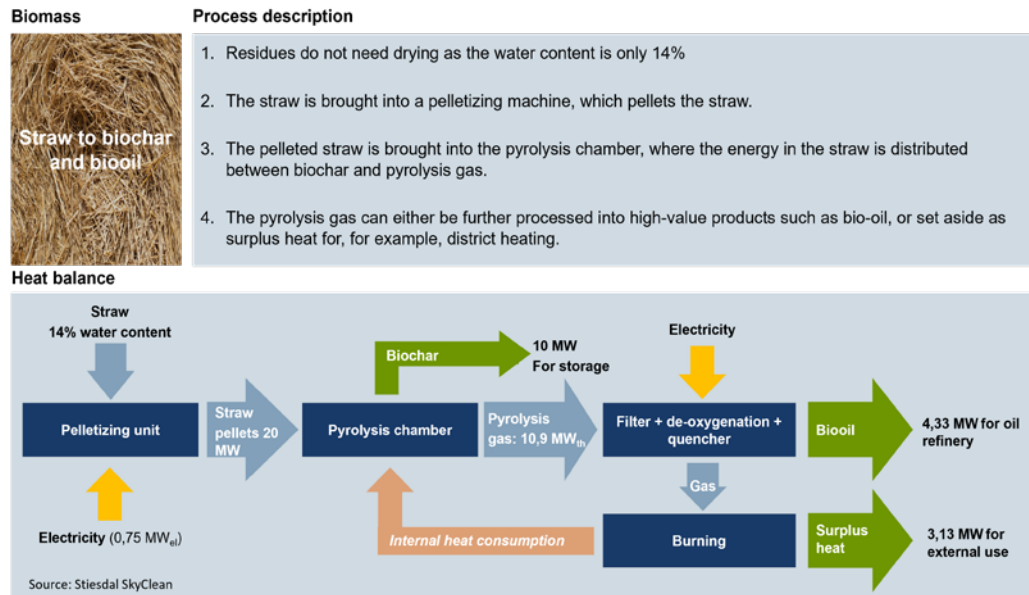 Biomass
Process description
Straw to biochar
and biooil
1. Residues do not need drying as the water content is only 14%
2. The straw is brought into a pelletizing machine, which pellets the straw.
3. The pelleted straw is brought into the pyrolysis chamber, where the energy in the straw is distributed
between biochar and pyrolysis gas.
4. The pyrolysis gas can either be further processed into high-value products such as bio-oil, or set aside as
surplus heat for, for example, district heating.
Heat balance
Straw
14% water content
Biochar
10 MW
For storage
Electricity
Pelletizing unit
Straw
pellets 20
MW
Pyrolysis chamber
Pyrolysis
gas: 10,9 MWth
Filter + de-oxygenation +
quencher
Biooil
4,33 MW for oil
refinery
Gas
Electricity (0,75 MWel)
Internal heat consumption
Burning
Surplus
heat
3,13 MW for
external use
Source: Stiesdal SkyClean